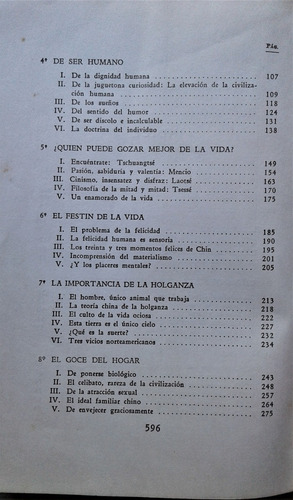 Pág.
4º DE SER HUMANO
I. De la dignidad humana 107
II. De la juguetona curiosidad: La elevación de la civiliza-
ción humana 109
III. De los sueños 118
IV. Del sentido del humor 124
V. De ser díscolo e incalculable 131
VI. La doctrina del individuo 138
5º ¿QUIEN PUEDE GOZAR MEJOR DE LA VIDA?
I. Encuéntrate: Tschuangtsé 149
II. Pasión, sabiduría y valentía: Mencio 154
III. Cinismo, insensatez y disfraz: Laotsé 163
IV. Filosofía de la mitad y mitad: Tsessé 170
V. Un enamorado de la vida 175
6º EL FESTIN DE LA VIDA
I. El problema de la felicidad 185
II. La felicidad humana es sensoria 190
III. Los treinta y tres momentos felices de Chin 195
IV. Incomprensión del materialismo 201
V. ¿Y los placeres mentales? 205
7º LA IMPORTANCIA DE LA HOLGANZA
I. El hombre, único animal que trabaja 213
II. La teoría china de la holganza 218
III. El culto de la vida ociosa 222
IV. Esta tierra es el único cielo 227
V. ¿Qué es la suerte? 232
VI. Tres vicios norteamericanos 234
8º EL GOCE DEL HOGAR
I. De ponerse biológico 243
II. El celibato, rareza de la civilización 248
III. De la atracción sexual 257
IV. El ideal familiar chino 264
V. De envejecer graciosamente 275
596